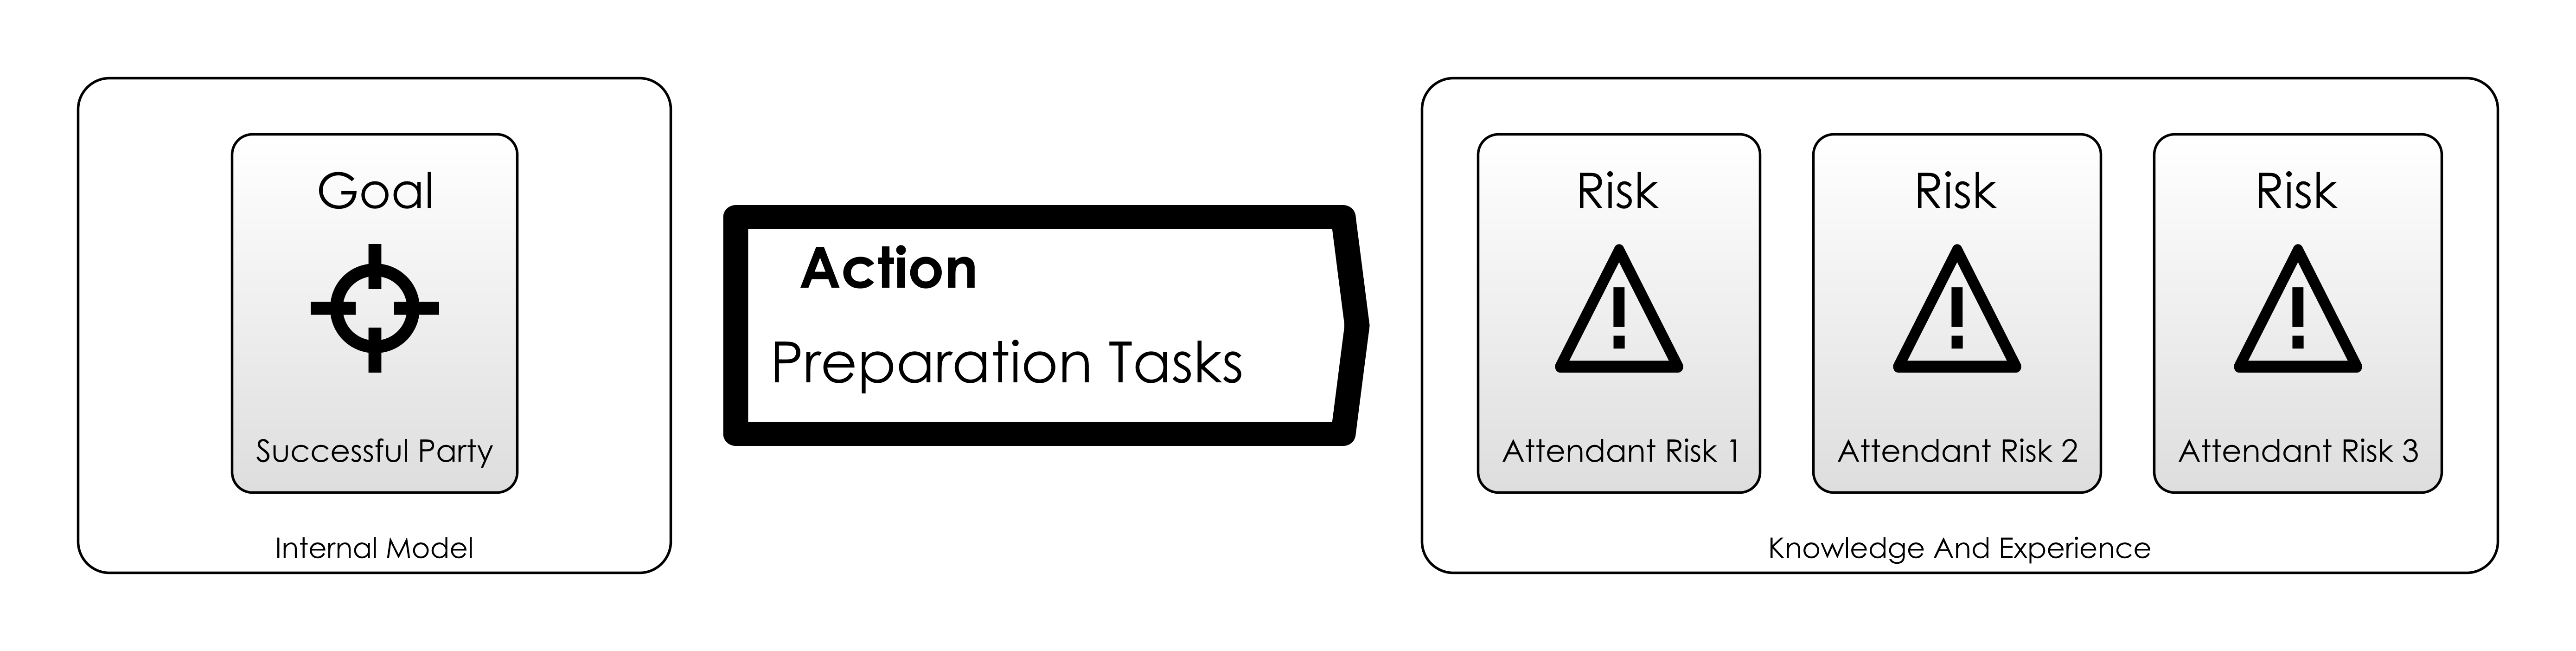 Goal
Successful Party
Internal Model
Action
Preparation Tasks
Risk
Attendant Risk 1
Risk
Attendant Risk 2
Risk
Attendant Risk 3
Knowledge And Experience